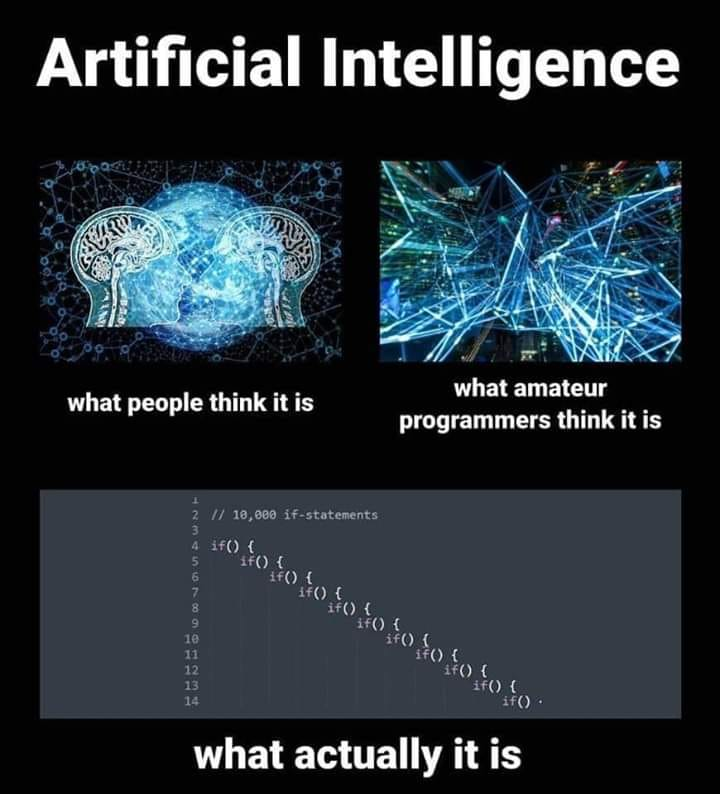 Artificial Intelligence
what people think it is
what amateur
programmers think it is
1
2 // 10,000 if-statements
3
4 if() {
5 if() {
6 if() {
7 if() {
8 if() {
9 if() {
10 if() {
11 if() {
12 if() {
13 if() {
14 if() .
what actually it is